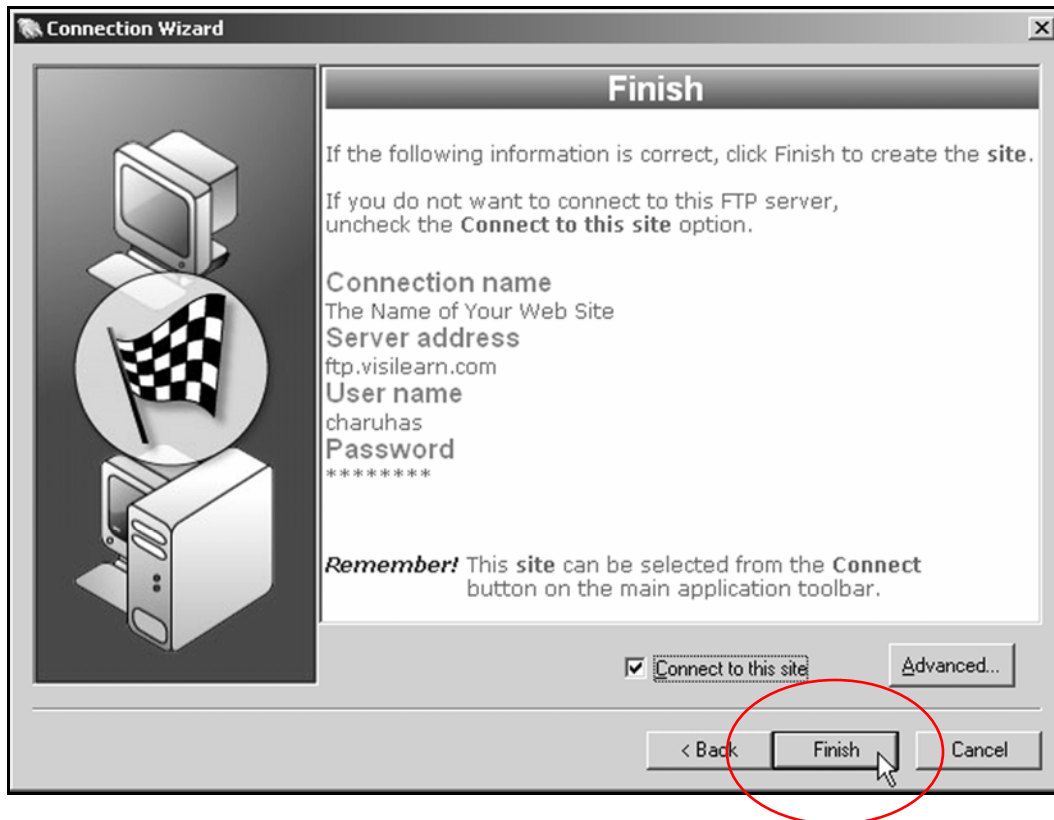 Connection Wizard
Finish
If the following information is correct, click Finish to create the site.
If you do not want to connect to this FTP server,
uncheck the Connect to this site option.
Connection name
The Name of Your Web Site
Server address
ftp.visilearn.com
User name
charuhas
Password
********
Remember! This site can be selected from the Connect
button on the main application toolbar.
Connect to this site
Advanced...
< Back
Finish
Cancel